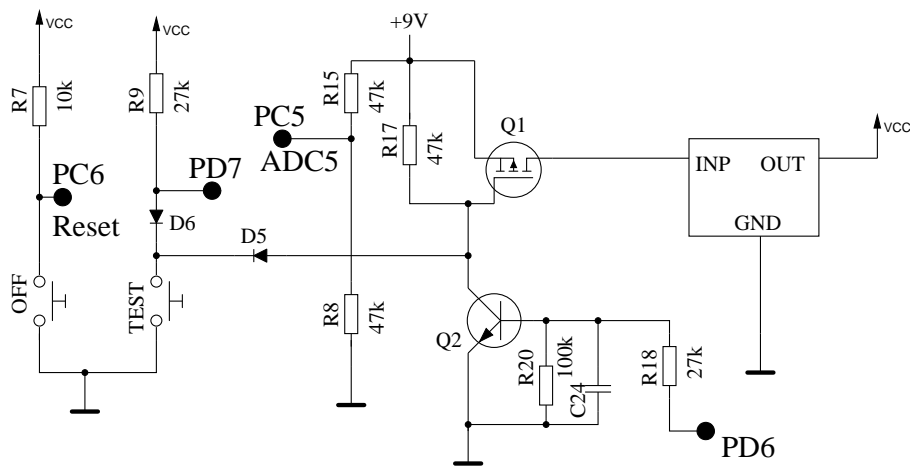 VCC
VCC
+9V
VCC
R7
10k
R9
27k
R15
47k
PC5
ADC5
R17
47k
Q1
INP
OUT
GND
PC6
Reset
PD7
D6
D5
OFF
TEST
R8
47k
Q2
R20
100k
C24
R18
27k
PD6